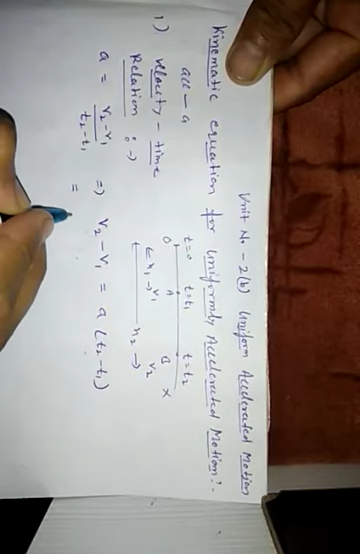 Unit No - 2(b) Uniform Accelerated Motion
Kinematic equation for Uniformly Accelerated Motion:-
acc - a
t=0 t=t₁ t=t₂
O A B X
1) Velocity - time
← x₁ → v₁ v₂
Relation :→
← x₂ →
a = v₂-v₁ / t₂-t₁ ⇒ v₂ - v₁ = a (t₂-t₁)
=